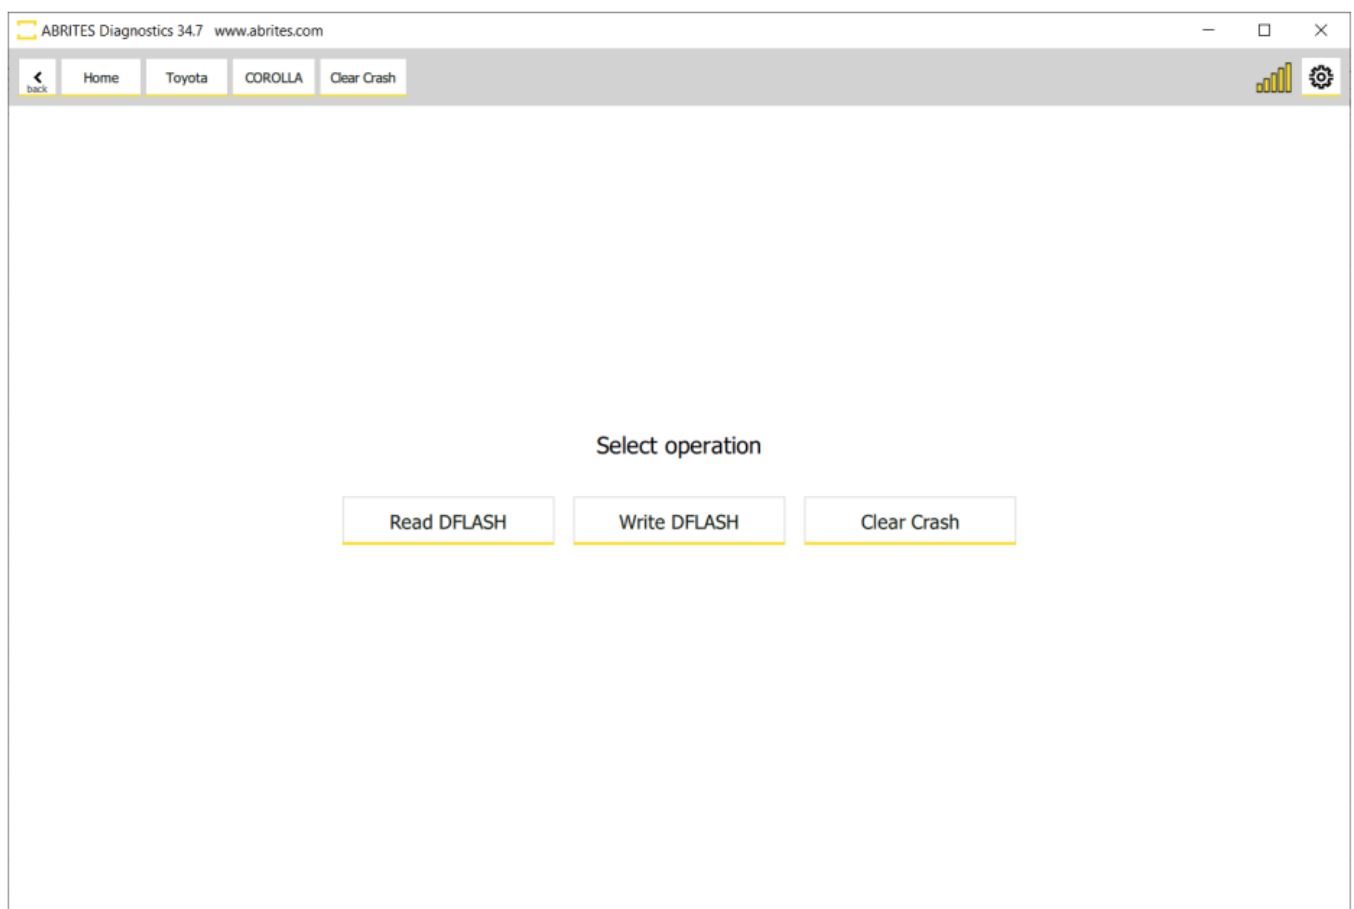 ABRITES Diagnostics 34.7 www.abrites.com
back Home Toyota COROLLA Clear Crash
Select operation
Read DFLASH Write DFLASH Clear Crash